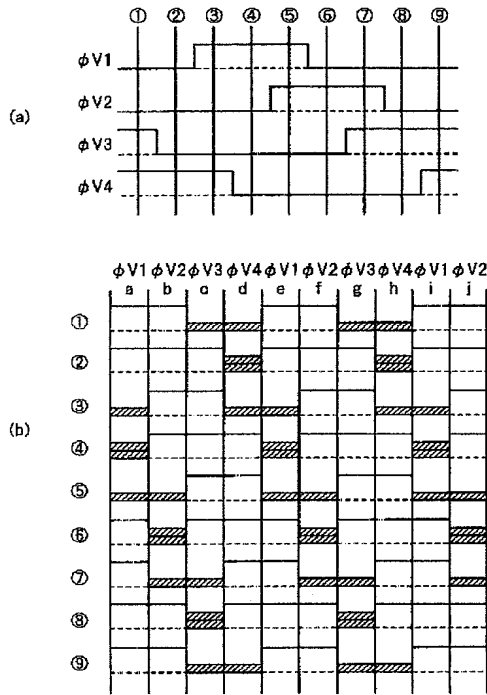 ① ② ③ ④ ⑤ ⑥ ⑦ ⑧ ⑨
φV1
φV2
(a)
φV3
φV4
φV1 φV2 φV3 φV4 φV1 φV2 φV3 φV4 φV1 φV2
a b c d e f g h i j
①
②
③
(b)
④
⑤
⑥
⑦
⑧
⑨